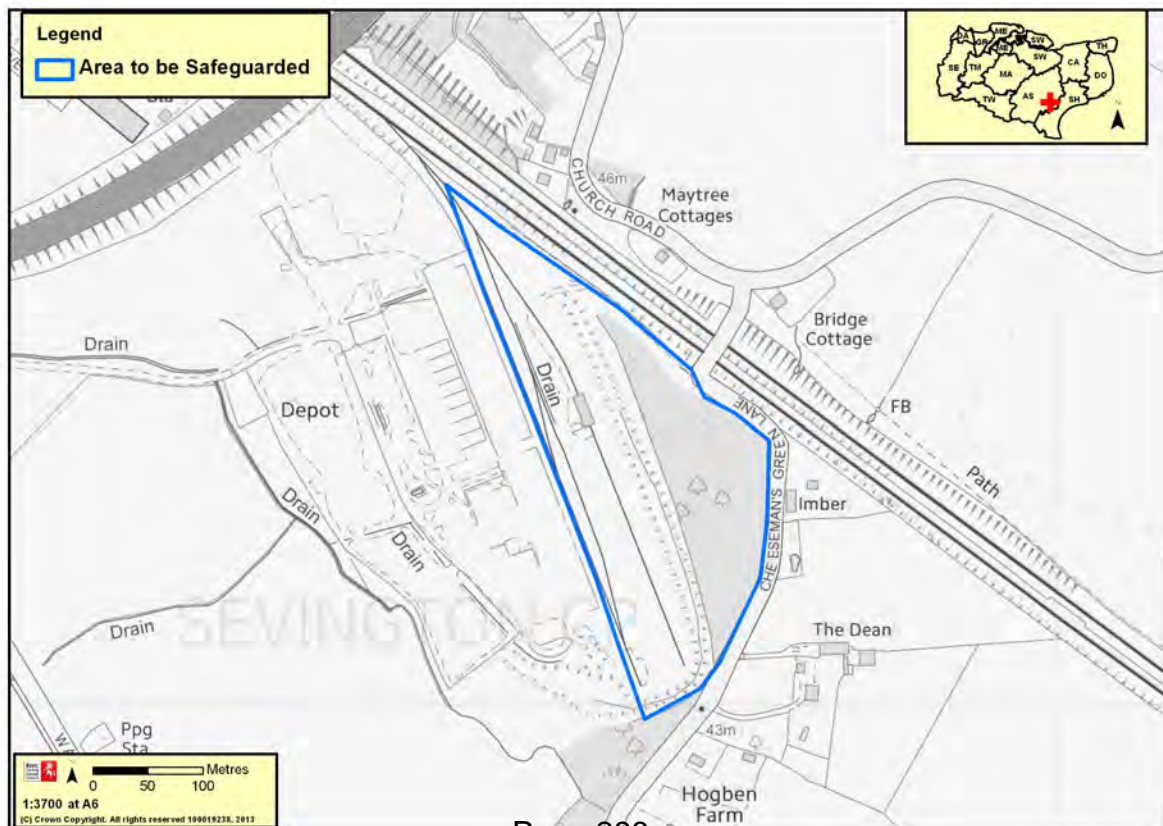 Legend
Area to be Safeguarded
Sta
ME
SW
GR
SW
TH
SE
TM
MA
CA
DO
AS
SH
TW
CHURCH ROAD
46m
Maytree
Cottages
Bridge
Cottage
FB
Path
Drain
Drain
Depot
CHEESEMAN'S GREEN LANE
Imber
Drain
Drain
Drain
SEVINGTON CP
The Dean
43m
Ppg
Sta
Hogben
Farm
Metres
0 50 100
1:3700 at A6
(C) Crown Copyright. All rights reserved 100019238, 2013